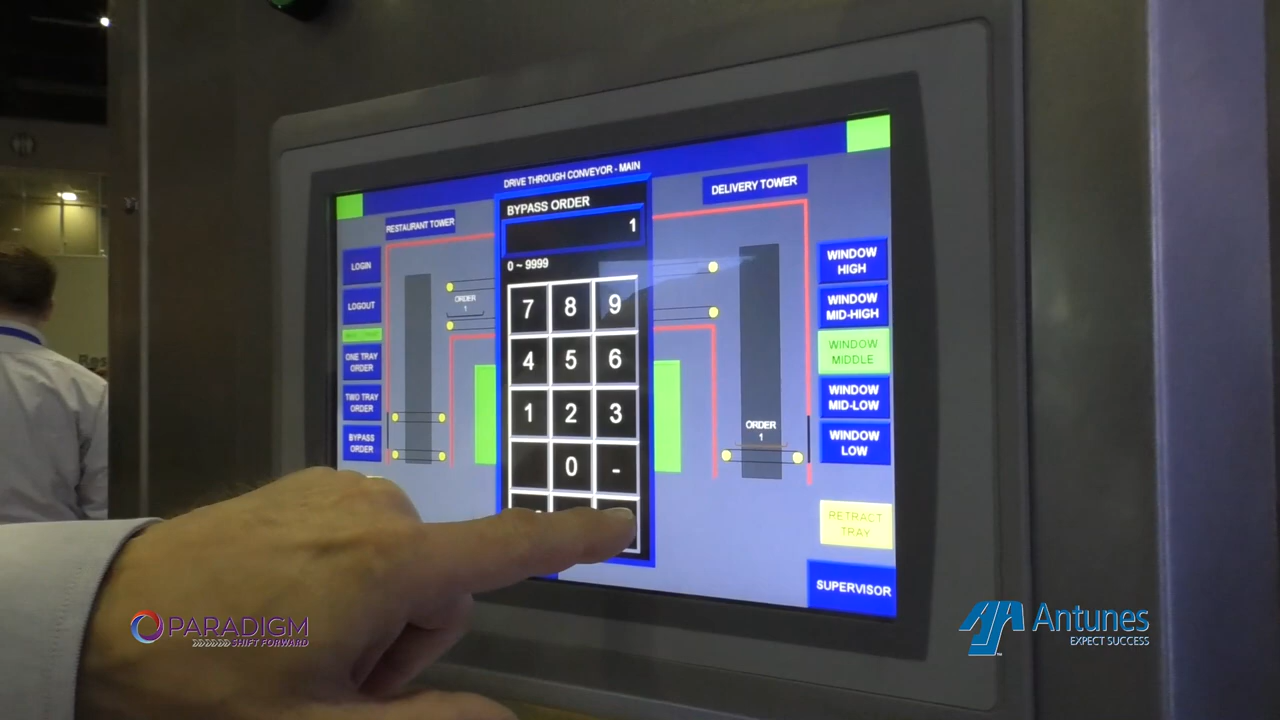 DRIVE THROUGH CONVEYOR - MAIN
RESTAURANT TOWER
DELIVERY TOWER
BYPASS ORDER
1
0 ~ 9999
7 8 9
4 5 6
1 2 3
0 -
LOGIN
LOGOUT
ONE TRAY
ORDER
TWO TRAY
ORDER
BYPASS
ORDER
ORDER
1
ORDER
1
WINDOW
HIGH
WINDOW
MID-HIGH
WINDOW
MIDDLE
WINDOW
MID-LOW
WINDOW
LOW
RETRACT
TRAY
SUPERVISOR
PARADIGM
SHIFT FORWARD
Antunes
EXPECT SUCCESS